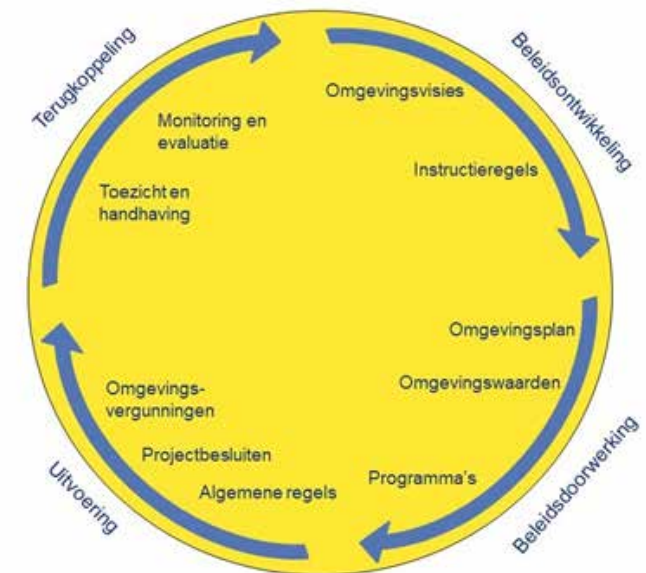 Beleidsontwikkeling
Omgevingsvisies
Instructieregels
Beleidsdoorwerking
Omgevingsplan
Omgevingswaarden
Programma's
Uitvoering
Algemene regels
Projectbesluiten
Omgevings-
vergunningen
Terugkoppeling
Toezicht en
handhaving
Monitoring en
evaluatie